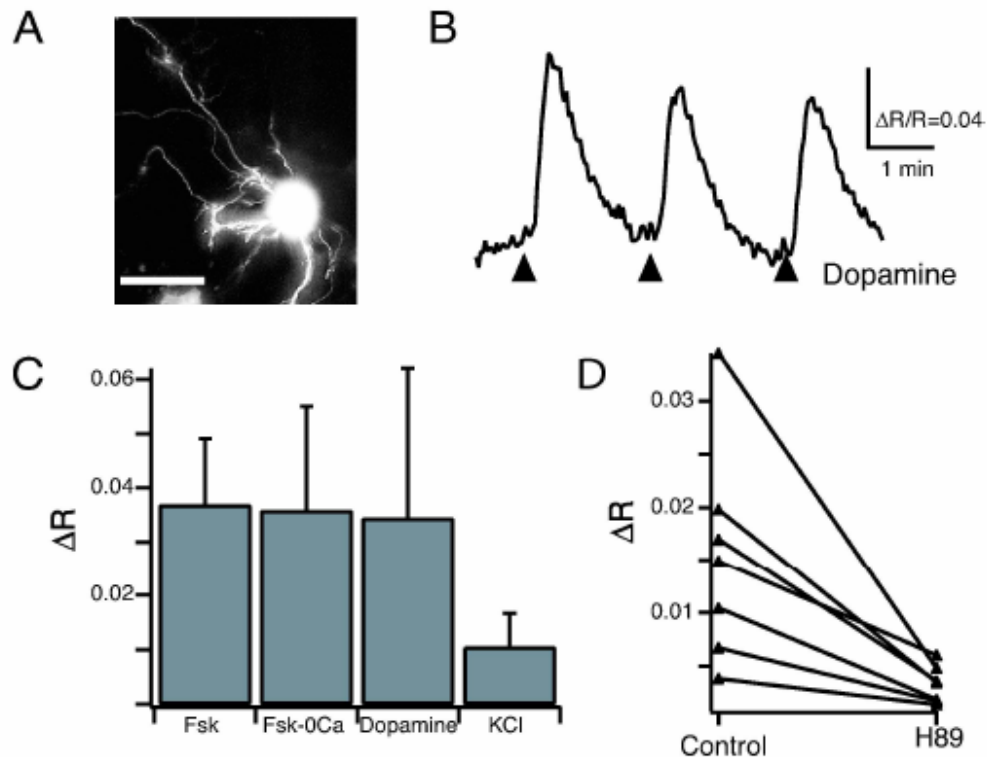 A
B
ΔR/R=0.04
1 min
Dopamine
C
ΔR
0.06
0.04
0.02
Fsk
Fsk-0Ca
Dopamine
KCl
D
ΔR
0.03
0.02
0.01
Control
H89